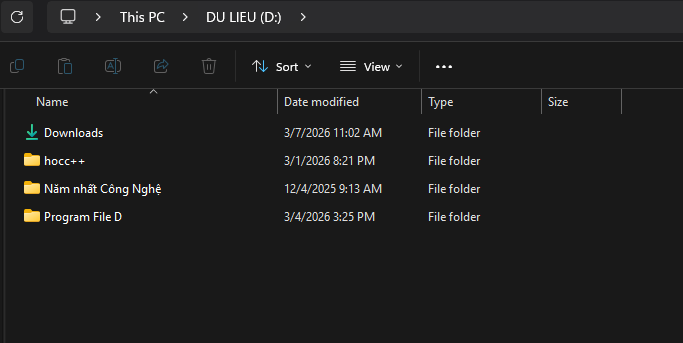 This PC > DU LIEU (D:) >
Sort View
Name Date modified Type Size
Downloads 3/7/2026 11:02 AM File folder
hocc++ 3/1/2026 8:21 PM File folder
Năm nhất Công Nghệ 12/4/2025 9:13 AM File folder
Program File D 3/4/2026 3:25 PM File folder